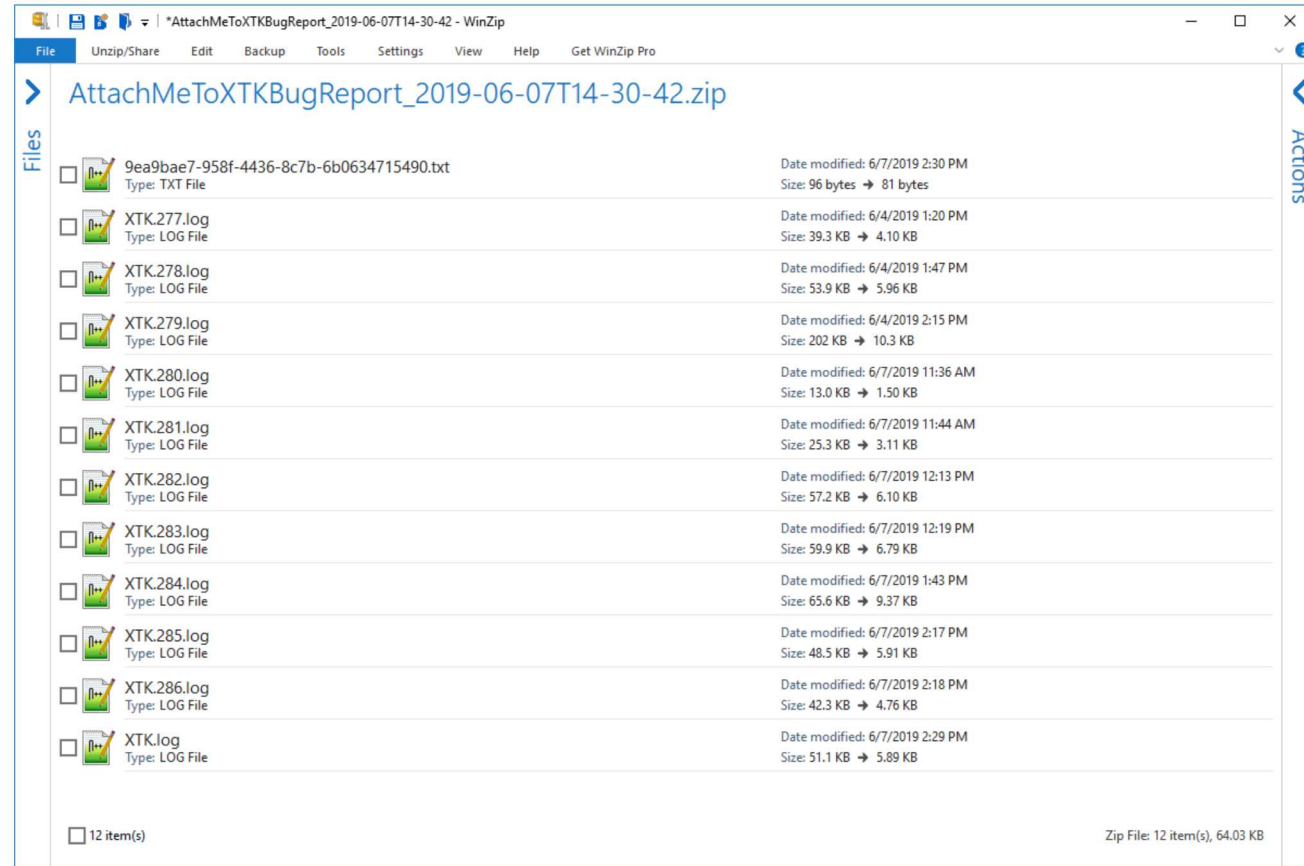 *AttachMeToXTKBugReport_2019-06-07T14-30-42 - WinZip
File Unzip/Share Edit Backup Tools Settings View Help Get WinZip Pro
AttachMeToXTKBugReport_2019-06-07T14-30-42.zip
Files
Actions
9ea9bae7-958f-4436-8c7b-6b0634715490.txt Date modified: 6/7/2019 2:30 PM
Type: TXT File Size: 96 bytes → 81 bytes
XTK.277.log Date modified: 6/4/2019 1:20 PM
Type: LOG File Size: 39.3 KB → 4.10 KB
XTK.278.log Date modified: 6/4/2019 1:47 PM
Type: LOG File Size: 53.9 KB → 5.96 KB
XTK.279.log Date modified: 6/4/2019 2:15 PM
Type: LOG File Size: 202 KB → 10.3 KB
XTK.280.log Date modified: 6/7/2019 11:36 AM
Type: LOG File Size: 13.0 KB → 1.50 KB
XTK.281.log Date modified: 6/7/2019 11:44 AM
Type: LOG File Size: 25.3 KB → 3.11 KB
XTK.282.log Date modified: 6/7/2019 12:13 PM
Type: LOG File Size: 57.2 KB → 6.10 KB
XTK.283.log Date modified: 6/7/2019 12:19 PM
Type: LOG File Size: 59.9 KB → 6.79 KB
XTK.284.log Date modified: 6/7/2019 1:43 PM
Type: LOG File Size: 65.6 KB → 9.37 KB
XTK.285.log Date modified: 6/7/2019 2:17 PM
Type: LOG File Size: 48.5 KB → 5.91 KB
XTK.286.log Date modified: 6/7/2019 2:18 PM
Type: LOG File Size: 42.3 KB → 4.76 KB
XTK.log Date modified: 6/7/2019 2:29 PM
Type: LOG File Size: 51.1 KB → 5.89 KB
12 item(s) Zip File: 12 item(s), 64.03 KB